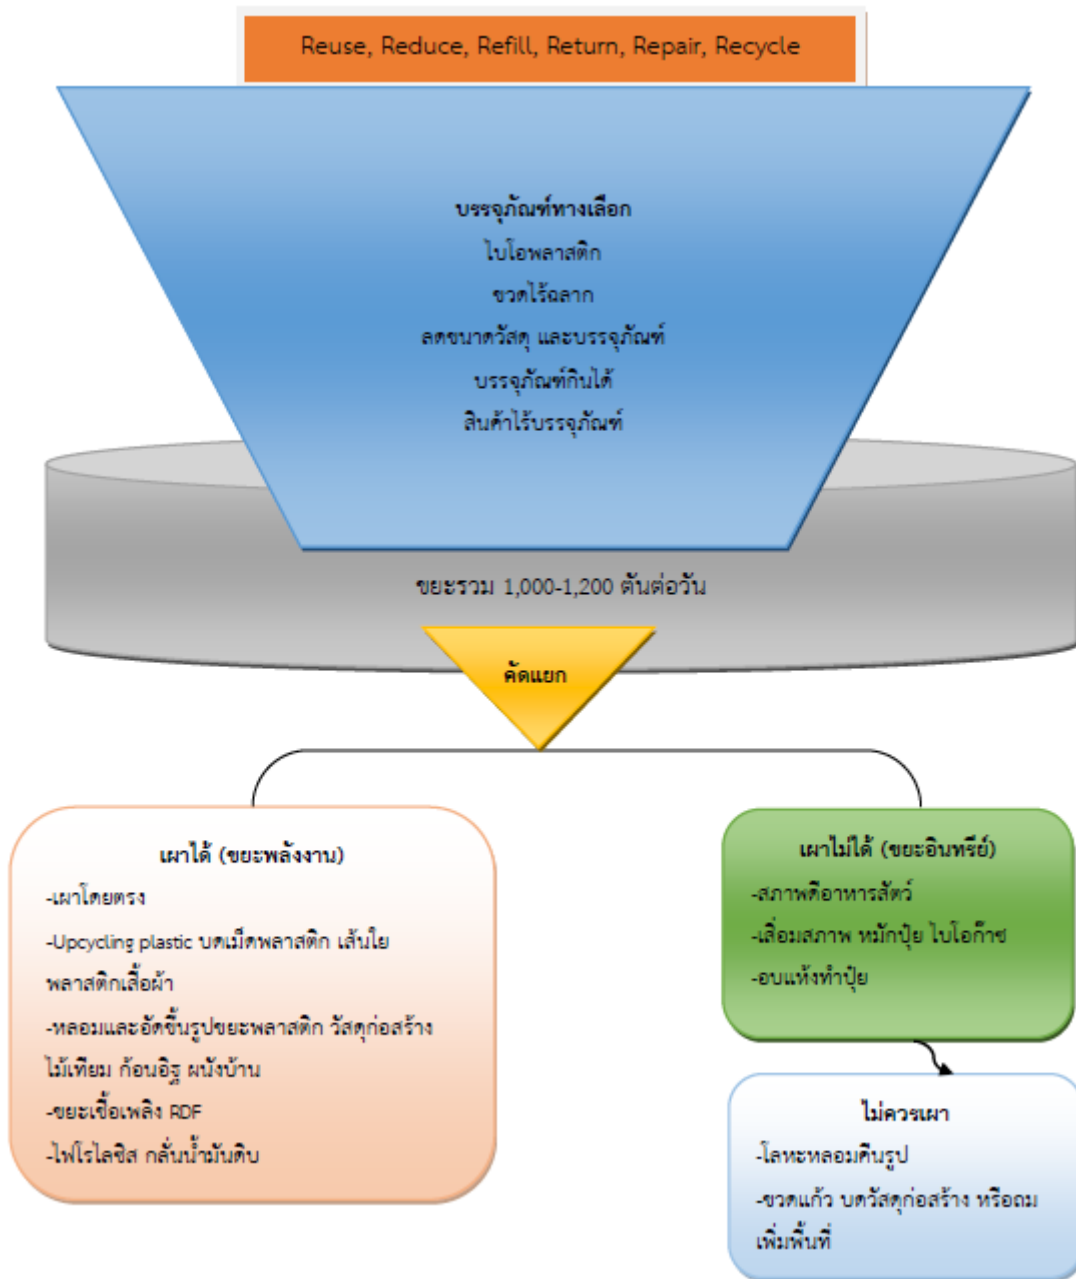 Reuse, Reduce, Refill, Return, Repair, Recycle
บรรจุภัณฑ์ทางเลือก
ไบโอพลาสติก
ขวดไร้ฉลาก
ลดขนาดวัสดุ และบรรจุภัณฑ์
บรรจุภัณฑ์กินได้
สินค้าไร้บรรจุภัณฑ์
ขยะรวม 1,000-1,200 ตันต่อวัน
คัดแยก
เผาได้ (ขยะพลังงาน)
-เผาโดยตรง
-Upcycling plastic บดเม็ดพลาสติก เส้นใย
พลาสติกเสื้อผ้า
-หลอมและอัดขึ้นรูปขยะพลาสติก วัสดุก่อสร้าง
ไม้เทียม ก้อนอิฐ ผนังบ้าน
-ขยะเชื้อเพลิง RDF
-ไพโรไลซิส กลั่นน้ำมันดิบ
เผาไม่ได้ (ขยะอินทรีย์)
-สภาพดีอาหารสัตว์
-เสื่อมสภาพ หมักปุ๋ย ไบโอก๊าซ
-อบแห้งทำปุ๋ย
ไม่ควรเผา
-โลหะหลอมคืนรูป
-ขวดแก้ว บดวัสดุก่อสร้าง หรือถม
เพิ่มพื้นที่